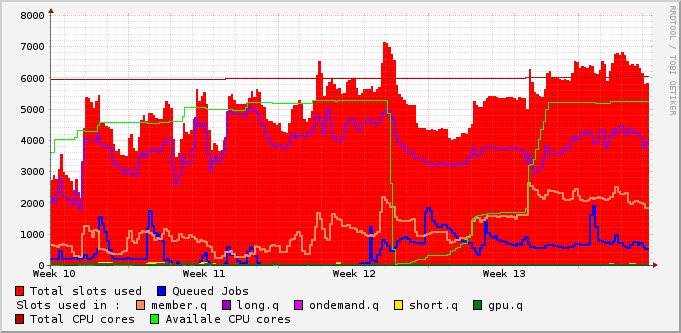 8000
7000
6000
5000
4000
3000
2000
1000
0
Week 10 Week 11 Week 12 Week 13
RRDTOOL / TOBI OETIKER
Total slots used Queued Jobs
Slots used in : member.q long.q ondemand.q short.q gpu.q
Total CPU cores Availale CPU cores